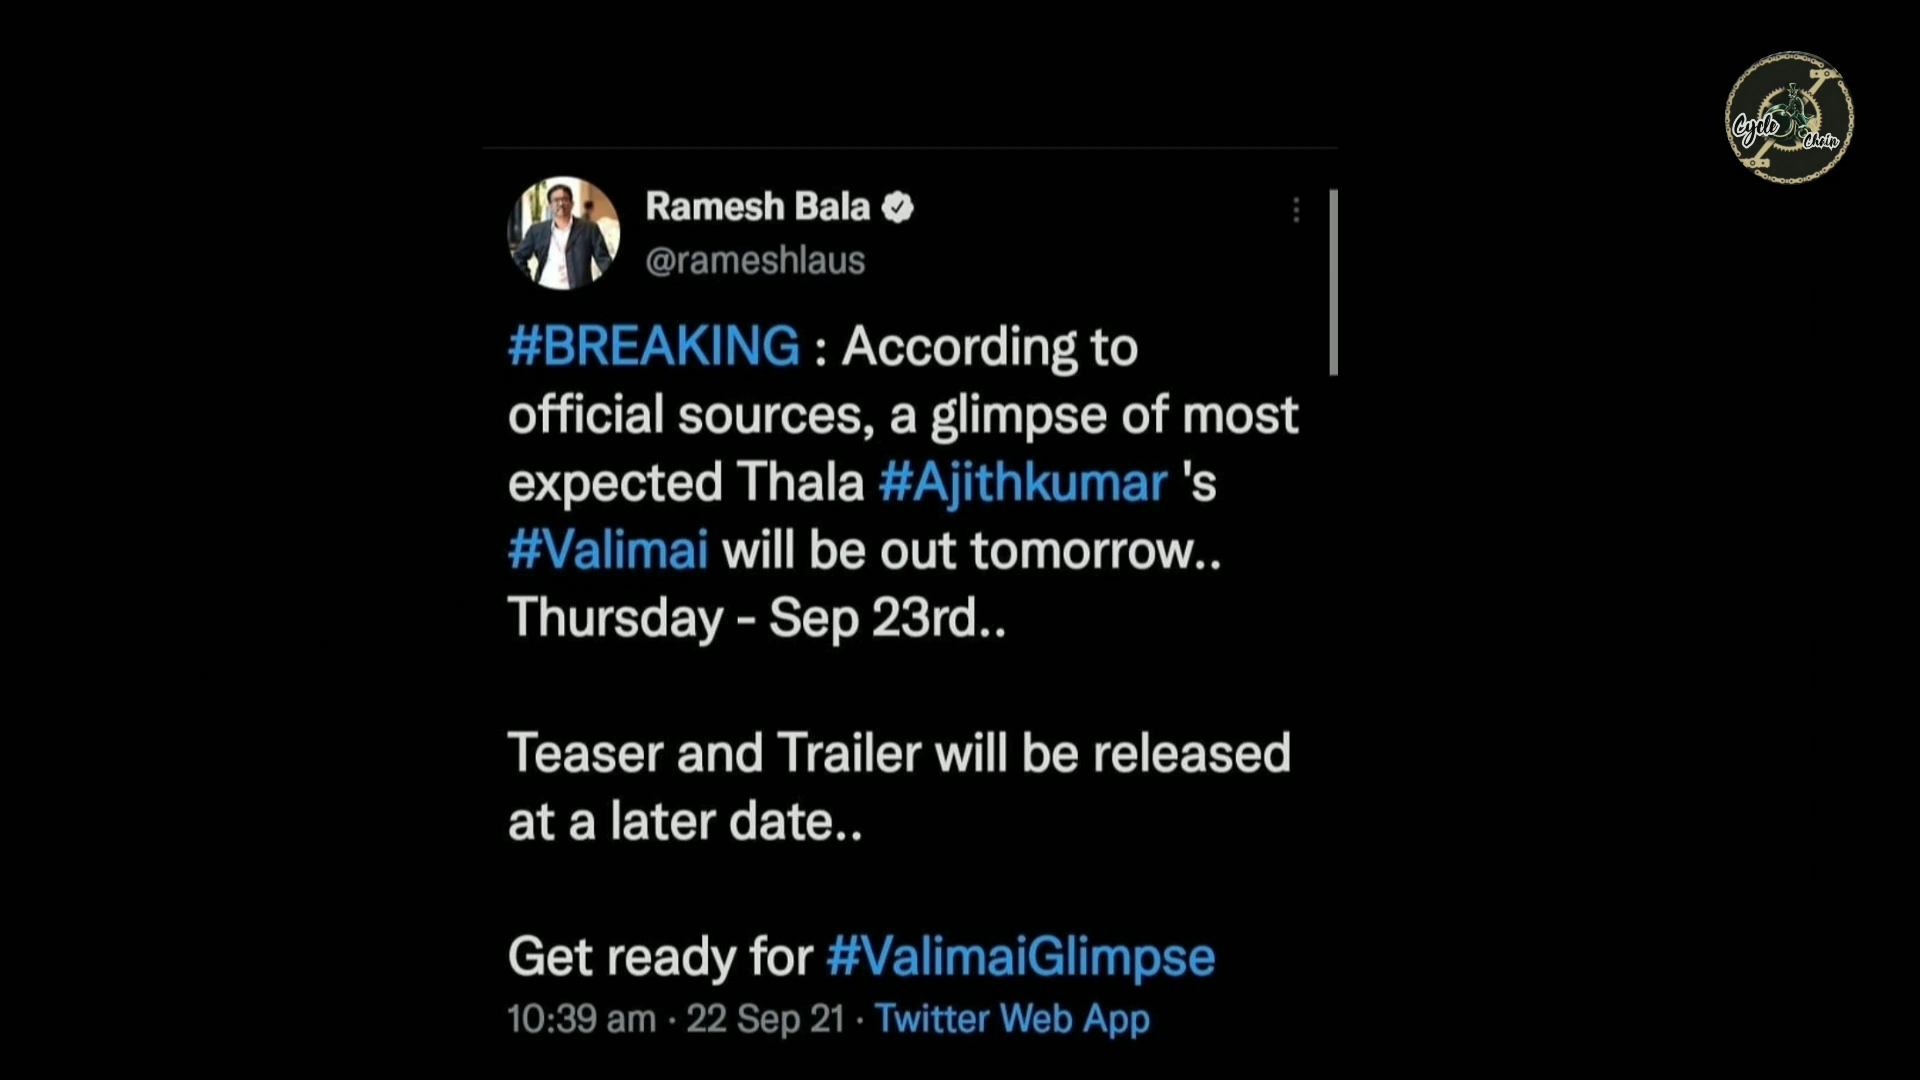 Cycle
Chain
Ramesh Bala
@rameshlaus
#BREAKING : According to
official sources, a glimpse of most
expected Thala #Ajithkumar 's
#Valimai will be out tomorrow..
Thursday - Sep 23rd..
Teaser and Trailer will be released
at a later date..
Get ready for #ValimaiGlimpse
10:39 am · 22 Sep 21 · Twitter Web App